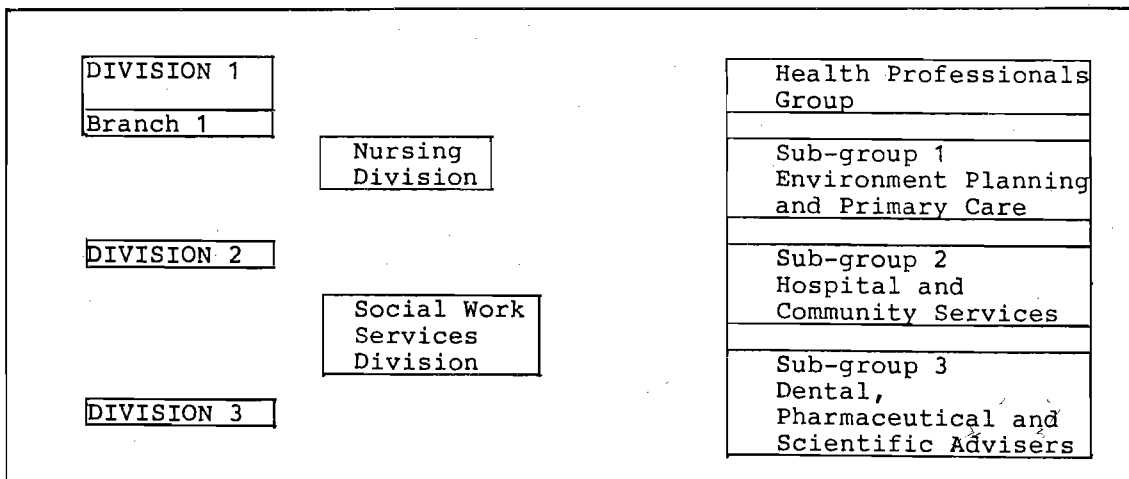 DIVISION 1
Branch 1
Nursing
Division
DIVISION 2
Social Work
Services
Division
DIVISION 3
Health Professionals
Group
Sub-group 1
Environment Planning
and Primary Care
Sub-group 2
Hospital and
Community Services
Sub-group 3
Dental,
Pharmaceutical and
Scientific Advisers